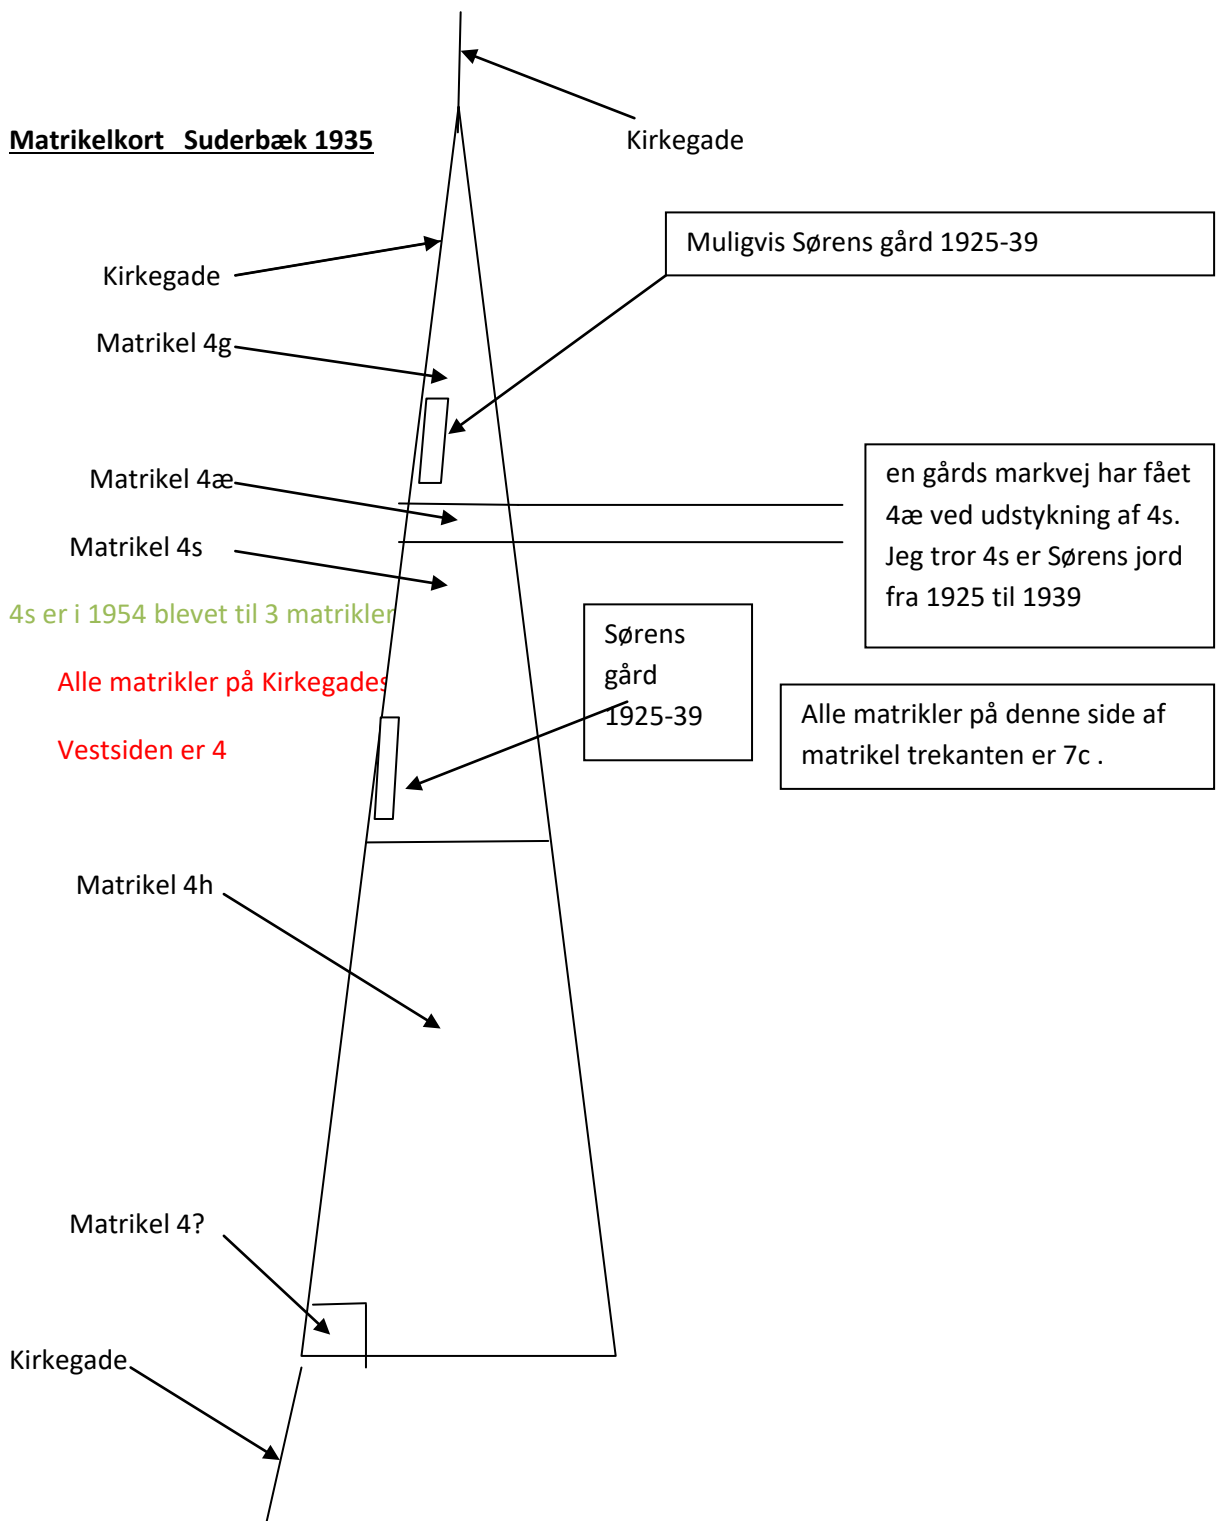 Matrikelkort   Suderbæk 1935
Kirkegade
Muligvis Sørens gård 1925-39
Kirkegade
Matrikel 4g
Matrikel 4æ
en gårds markvej har fået
4æ ved udstykning af 4s.
Jeg tror 4s er Sørens jord
fra 1925 til 1939
Matrikel 4s
4s er i 1954 blevet til 3 matrikler
Sørens
gård
1925-39
Alle matrikler på Kirkegades
Vestsiden er 4
Alle matrikler på denne side af
matrikel trekanten er 7c .
Matrikel 4h
Matrikel 4?
Kirkegade